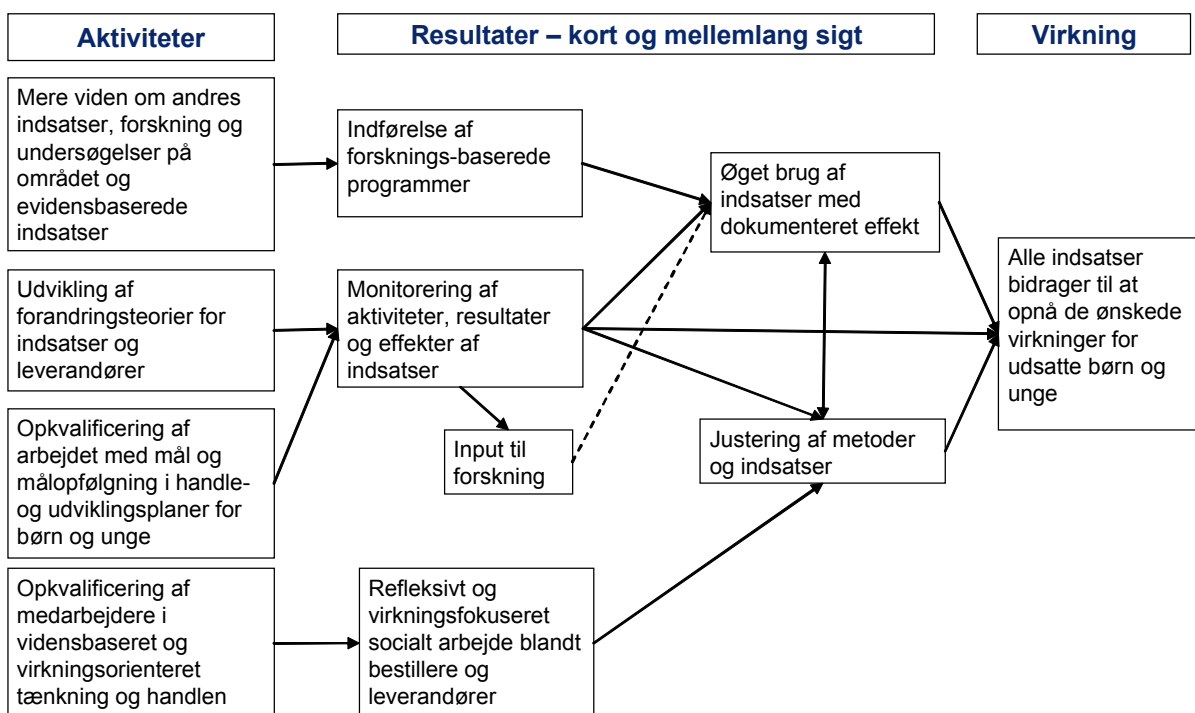 Aktiviteter
Resultater – kort og mellemlang sigt
Virkning
Mere viden om andres
indsatser, forskning og
undersøgelser på
området og
evidensbaserede
indsatser
Indførelse af
forsknings-baserede
programmer
Øget brug af
indsatser med
dokumenteret effekt
Udvikling af
forandringsteorier for
indsatser og
leverandører
Monitorering af
aktiviteter, resultater
og effekter af
indsatser
Alle indsatser
bidrager til at
opnå de ønskede
virkninger for
udsatte børn og
unge
Opkvalificering af
arbejdet med mål og
målopfølgning i handle-
og udviklingsplaner for
børn og unge
Input til
forskning
Justering af metoder
og indsatser
Opkvalificering af
medarbejdere i
vidensbaseret og
virkningsorienteret
tænkning og handlen
Refleksivt og
virkningsfokuseret
socialt arbejde blandt
bestillere og
leverandører